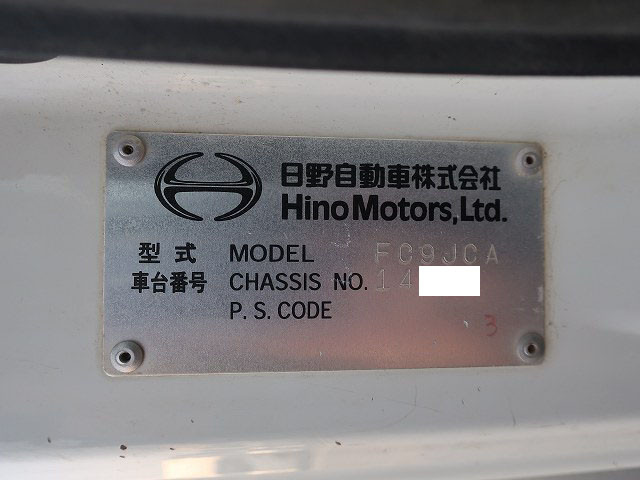 日野自動車株式会社
Hino Motors, Ltd.
型式 MODEL FC9JCA
車台番号 CHASSIS NO. 14
P.S. CODE
3